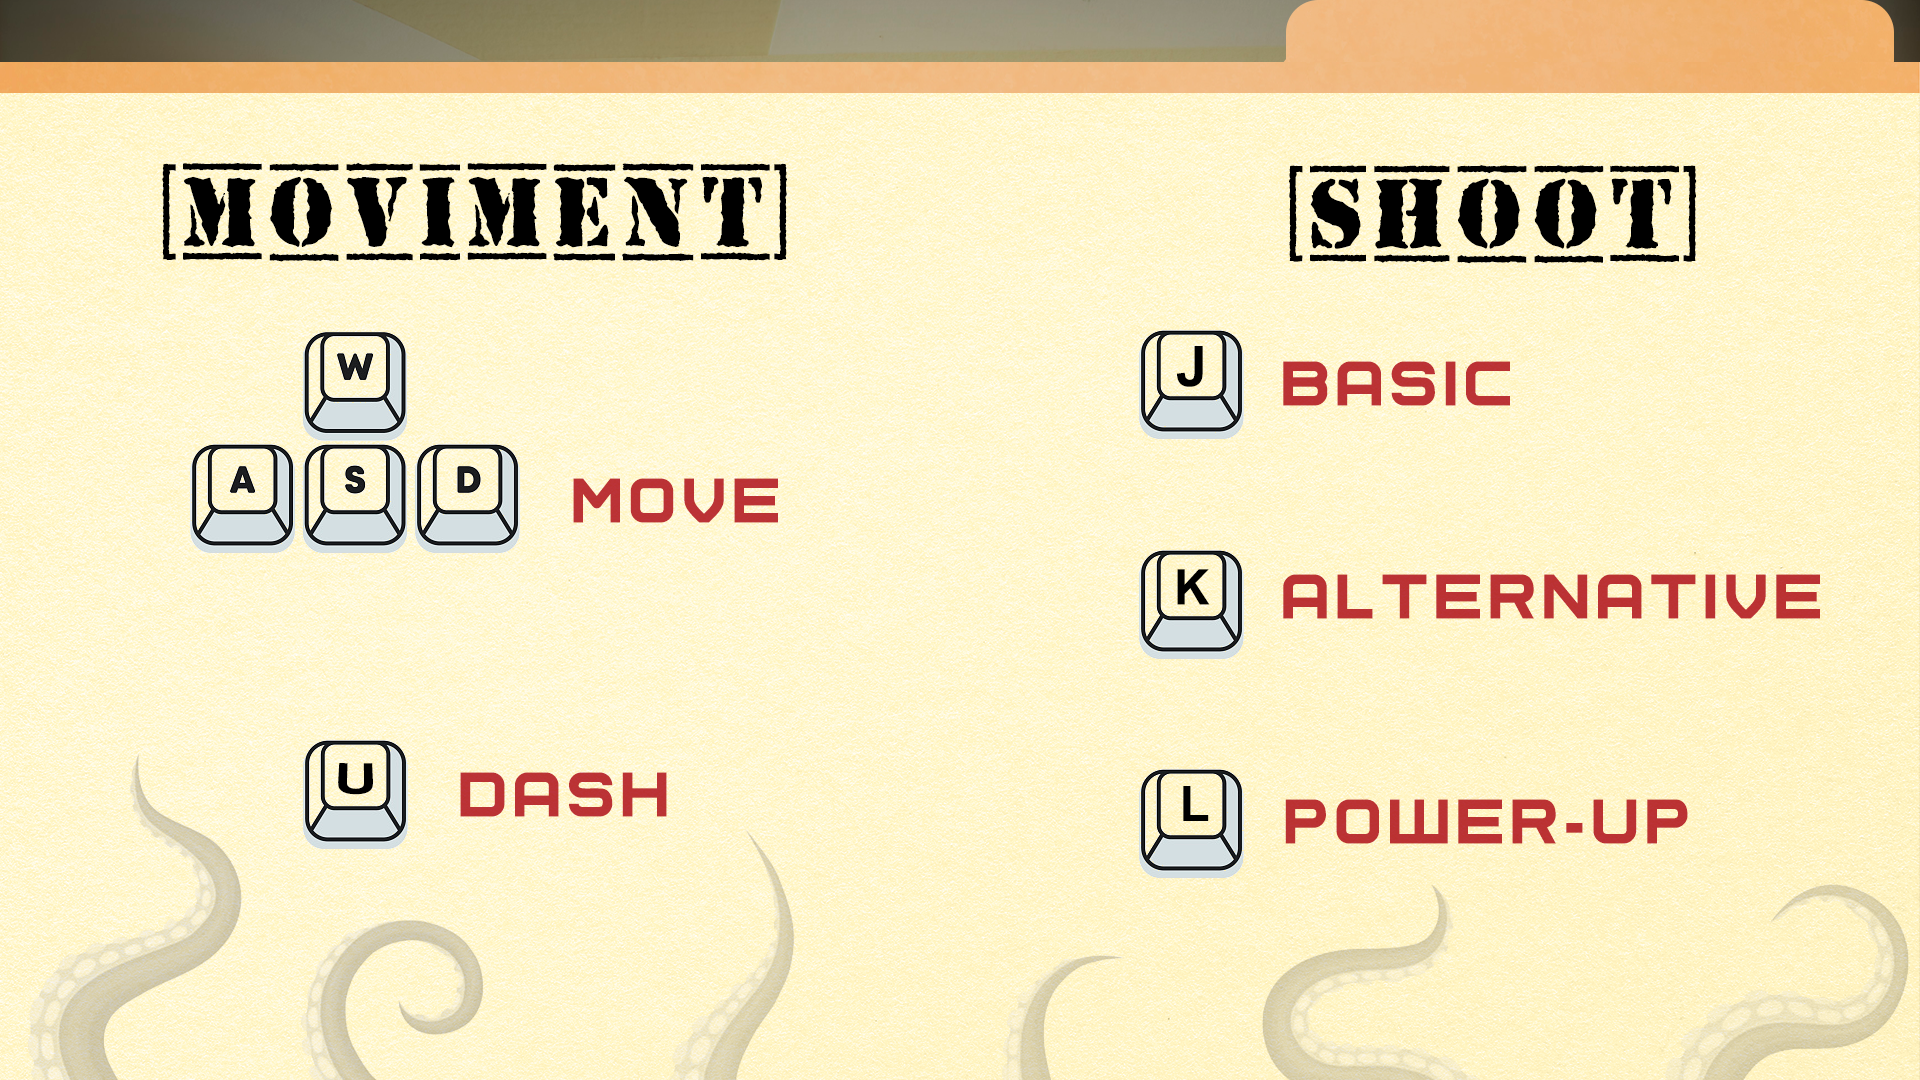 MOVIMENT
W
A S D MOVE
U DASH
SHOOT
J BASIC
K ALTERNATIVE
L POWER-UP